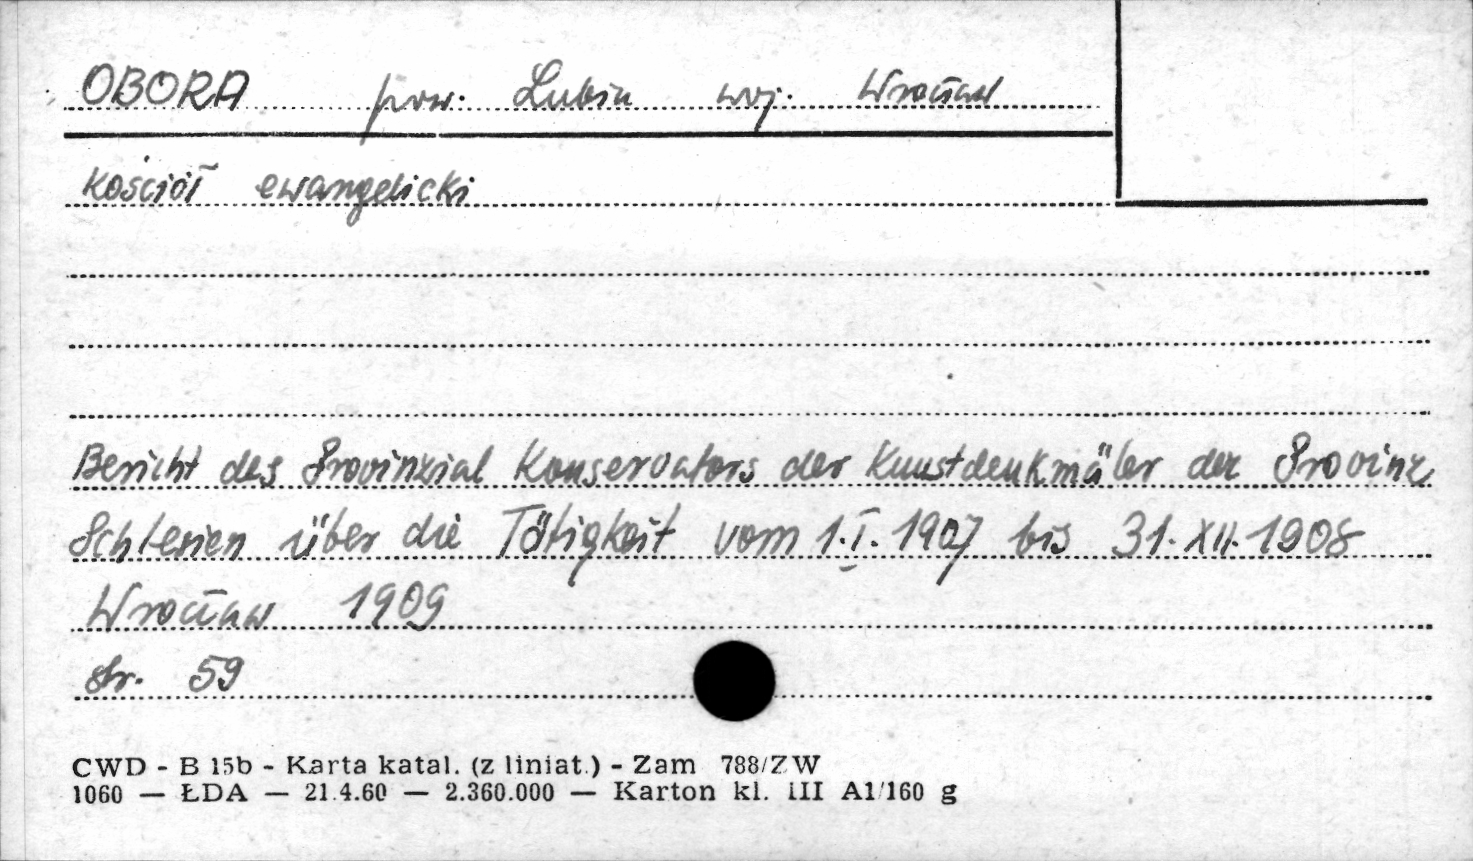 OBORA pow. Lubin woj. Wrocław
kościół ewangelicki
Bericht des Provinzial Konservators der Kunstdenkmäler der Provinz
Schlesien über die Tätigkeit vom 1.I.1907 bis 31.XII.1908
Wrocław 1909
str. 59
CWD - B 15b - Karta katal. (z liniat.) - Zam 788/ZW
1060 — ŁDA — 21.4.60 — 2.360.000 — Karton kl. III A1/160 g